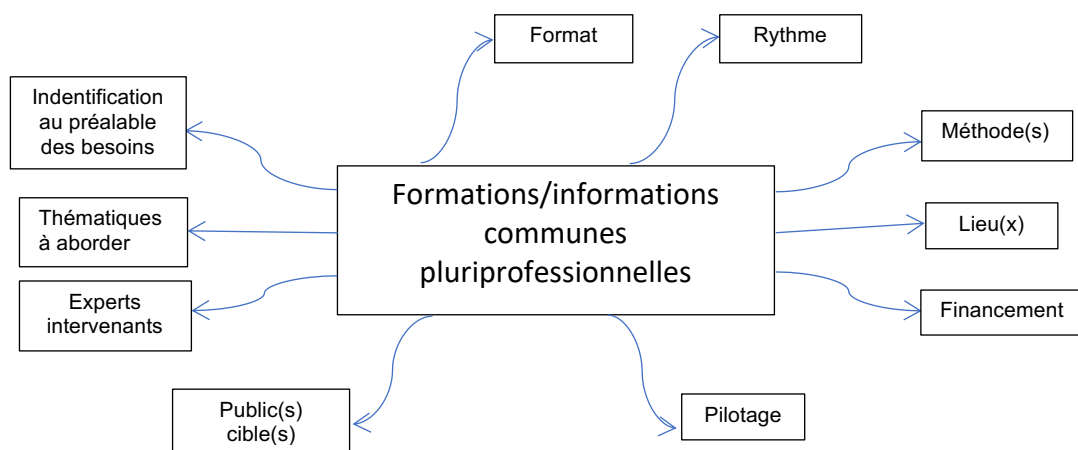 Format
Rythme
Indentification
au préalable
des besoins
Méthode(s)
Formations/informations
communes
pluriprofessionnelles
Thématiques
à aborder
Lieu(x)
Experts
intervenants
Financement
Public(s)
cible(s)
Pilotage